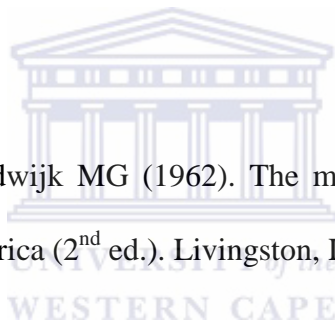 dwijk MG (1962). The m
rica (2nd ed.). Livingston,
UNIVERSITY of the
WESTERN CAPE